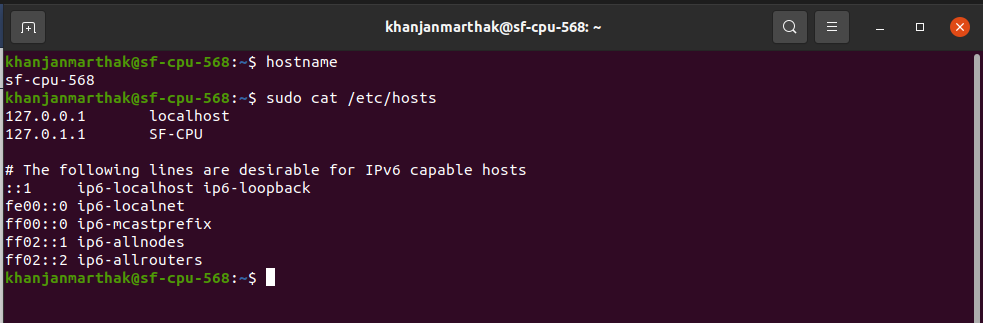 khanjanmarthak@sf-cpu-568: ~
khanjanmarthak@sf-cpu-568:~$ hostname
sf-cpu-568
khanjanmarthak@sf-cpu-568:~$ sudo cat /etc/hosts
127.0.0.1       localhost
127.0.1.1       SF-CPU

# The following lines are desirable for IPv6 capable hosts
::1     ip6-localhost ip6-loopback
fe00::0 ip6-localnet
ff00::0 ip6-mcastprefix
ff02::1 ip6-allnodes
ff02::2 ip6-allrouters
khanjanmarthak@sf-cpu-568:~$